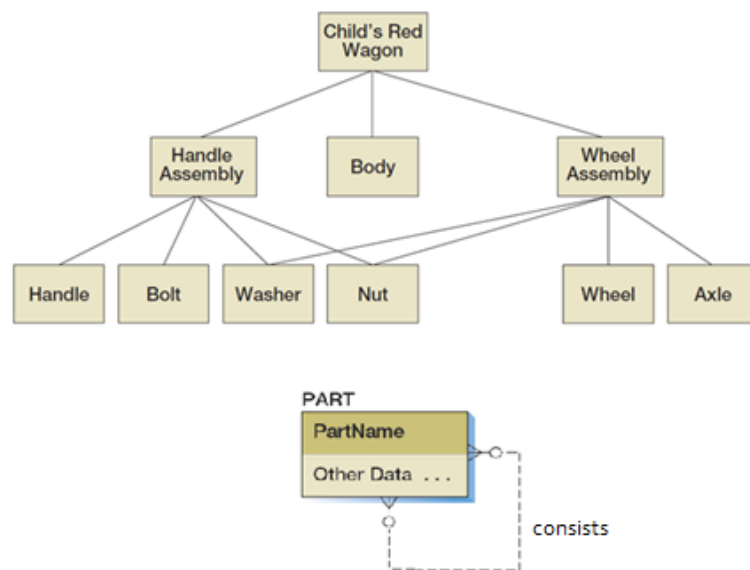 Child's Red
Wagon
Handle
Assembly
Body
Wheel
Assembly
Handle
Bolt
Washer
Nut
Wheel
Axle
PART
PartName
Other Data . . .
consists